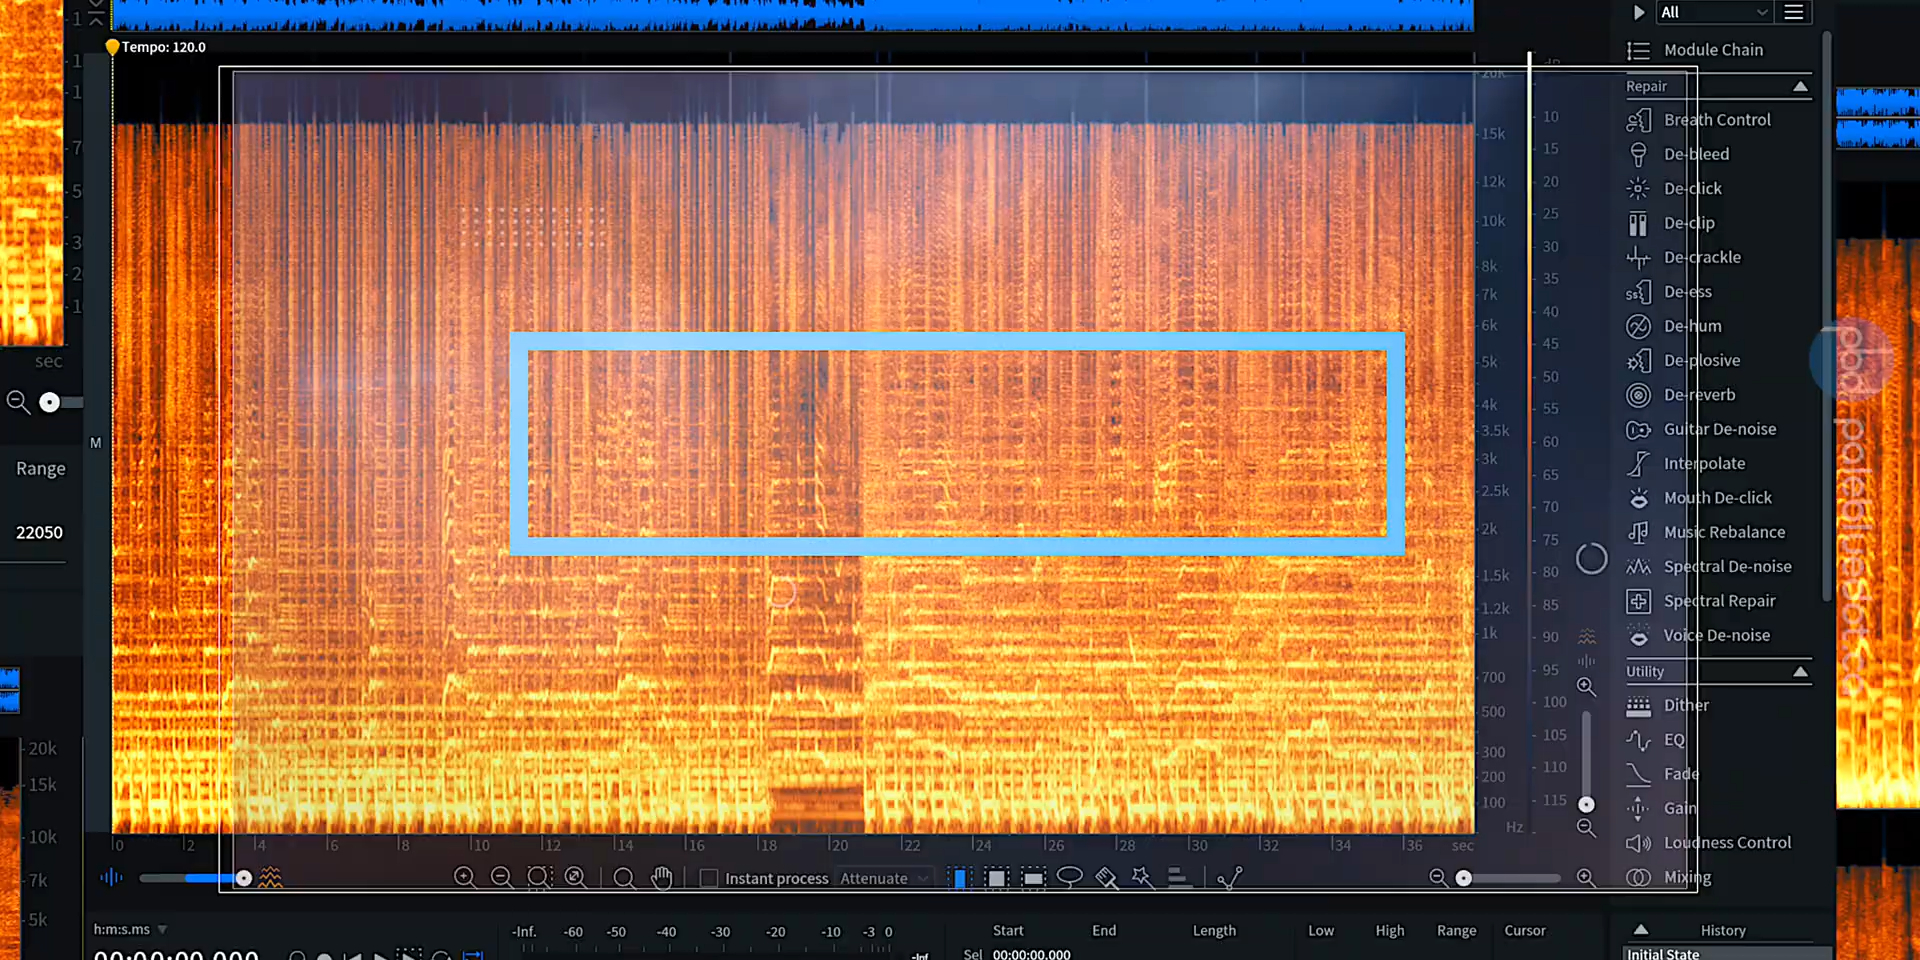 1
Tempo: 120.0
All
Module Chain
Repair
Breath Control
De-bleed
De-click
De-clip
De-crackle
De-ess
De-hum
De-plosive
De-reverb
Guitar De-noise
Interpolate
Mouth De-click
Music Rebalance
Spectral De-noise
Spectral Repair
Voice De-noise
Utility
Dither
EQ
Fade
Gain
Loudness Control
Mixing
dB
10
15
20
25
30
35
40
45
50
55
60
65
70
75
80
85
90
95
100
105
110
115
20k
15k
12k
10k
8k
7k
6k
5k
4k
3.5k
3k
2.5k
2k
1.5k
1.2k
1k
700
500
300
200
100
Hz
sec
Range
22050
M
20k
15k
10k
7k
5k
0 2 4 6 8 10 12 14 16 18 20 22 24 26 28 30 32 34 36 sec
Instant process Attenuate
h:m:s.ms
00:00:00.000
-Inf. -60 -50 -40 -30 -20 -10 -3 0
-Inf
Start End Length Low High Range Cursor
Sel 00:00:00.000
History
Initial State